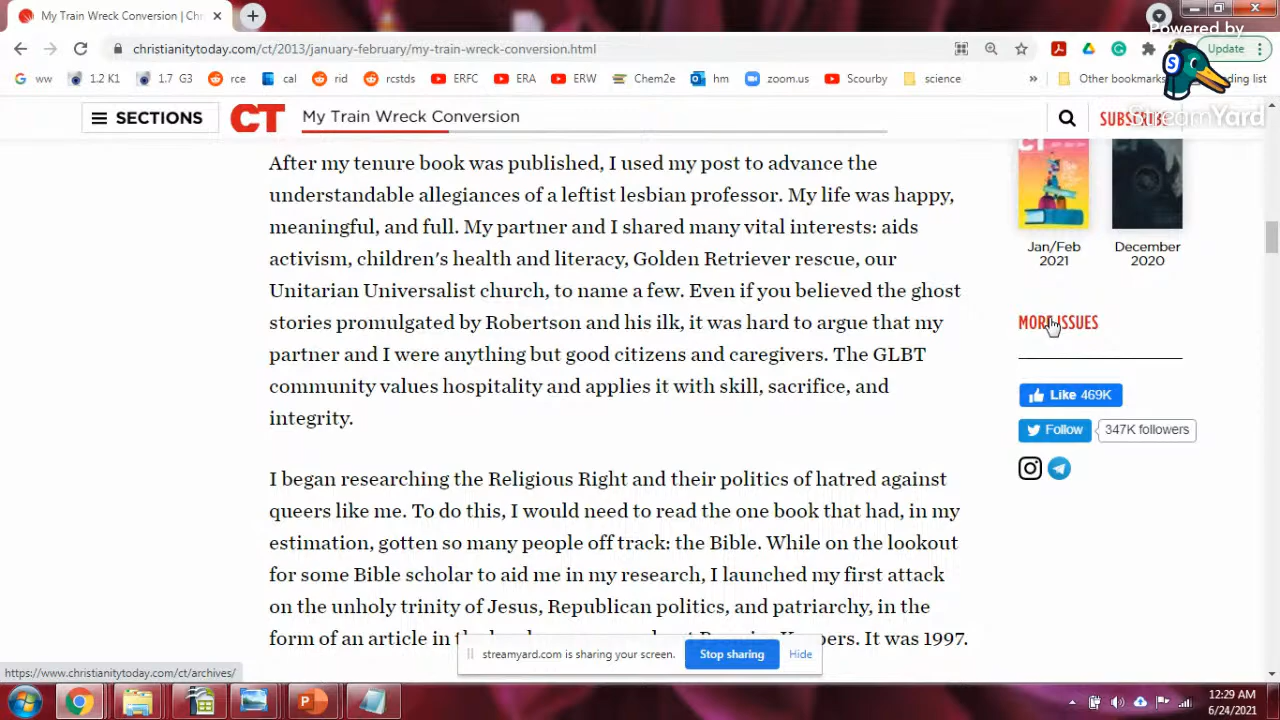 My Train Wreck Conversion | Chr
Powered by
christianitytoday.com/ct/2013/january-february/my-train-wreck-conversion.html
Update
ww
1.2 K1
1.7 G3
rce
cal
rid
rcstds
ERFC
ERA
ERW
Chem2e
hm
zoom.us
Scourby
science
»
Other bookmarks
ding list
S
StreamYard
SECTIONS
CT
My Train Wreck Conversion
SUBSCRIBE
After my tenure book was published, I used my post to advance the
understandable allegiances of a leftist lesbian professor. My life was happy,
meaningful, and full. My partner and I shared many vital interests: aids
activism, children's health and literacy, Golden Retriever rescue, our
Unitarian Universalist church, to name a few. Even if you believed the ghost
stories promulgated by Robertson and his ilk, it was hard to argue that my
partner and I were anything but good citizens and caregivers. The GLBT
community values hospitality and applies it with skill, sacrifice, and
integrity.
I began researching the Religious Right and their politics of hatred against
queers like me. To do this, I would need to read the one book that had, in my
estimation, gotten so many people off track: the Bible. While on the lookout
for some Bible scholar to aid me in my research, I launched my first attack
on the unholy trinity of Jesus, Republican politics, and patriarchy, in the
form of an article in Keepers. It was 1997.
CT
Jan/Feb
2021
December
2020
MORE ISSUES
Like 469K
Follow
347K followers
streamyard.com is sharing your screen.
Stop sharing
Hide
https://www.christianitytoday.com/ct/archives/
12:29 AM
6/24/2021